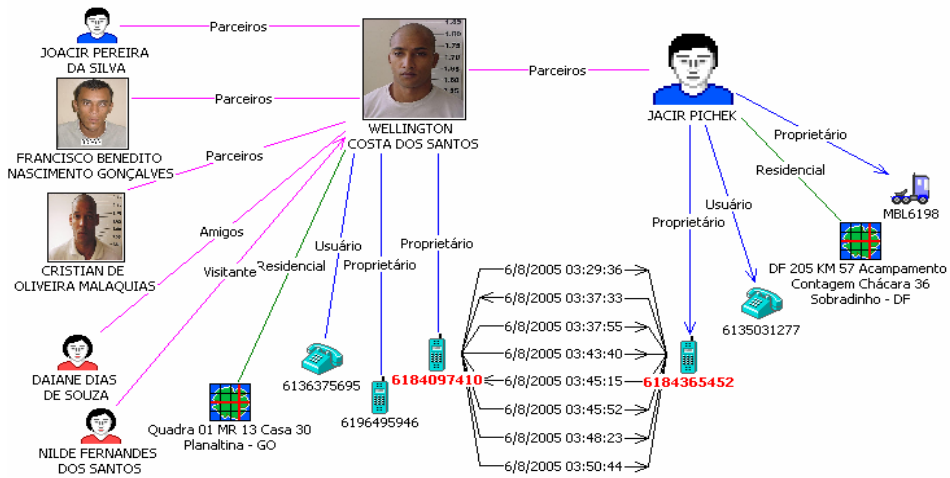 Parceiros
JOACIR PEREIRA
DA SILVA
Parceiros
FRANCISCO BENEDITO
NASCIMENTO GONÇALVES
Parceiros
CRISTIAN DE
OLIVEIRA MALAQUIAS
Amigos
DAIANE DIAS
DE SOUZA
Visitante
NILDE FERNANDES
DOS SANTOS
WELLINGTON
COSTA DOS SANTOS
Parceiros
JACIR PICHEK
Residencial
Quadra 01 MR 13 Casa 30
Planaltina - GO
Usuário
6136375695
Proprietário
6196495946
Proprietário
6184097410
6/8/2005 03:29:36
6/8/2005 03:37:33
6/8/2005 03:37:55
6/8/2005 03:43:40
6/8/2005 03:45:15
6/8/2005 03:45:52
6/8/2005 03:48:23
6/8/2005 03:50:44
Proprietário
6184365452
Usuário
6135031277
Residencial
DF 205 KM 57 Acampamento
Contagem Chácara 36
Sobradinho - DF
Proprietário
MBL6198